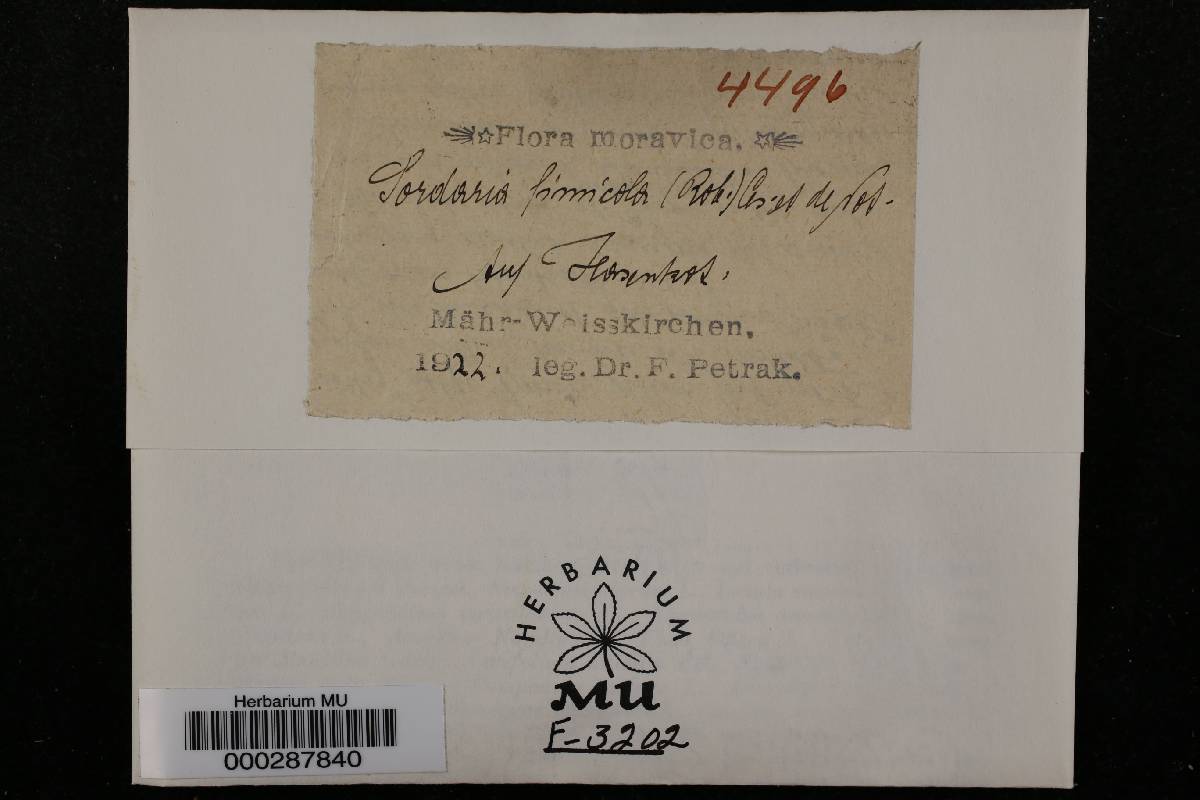 4496
Flora moravica.
Sordaria fimicola (Rob.) Ces. et de Not.
Auf Hasenkot.
Mähr-Weisskirchen.
1922. leg. Dr. F. Petrak.
HERBARIUM
MU
F-3202
Herbarium MU
000287840